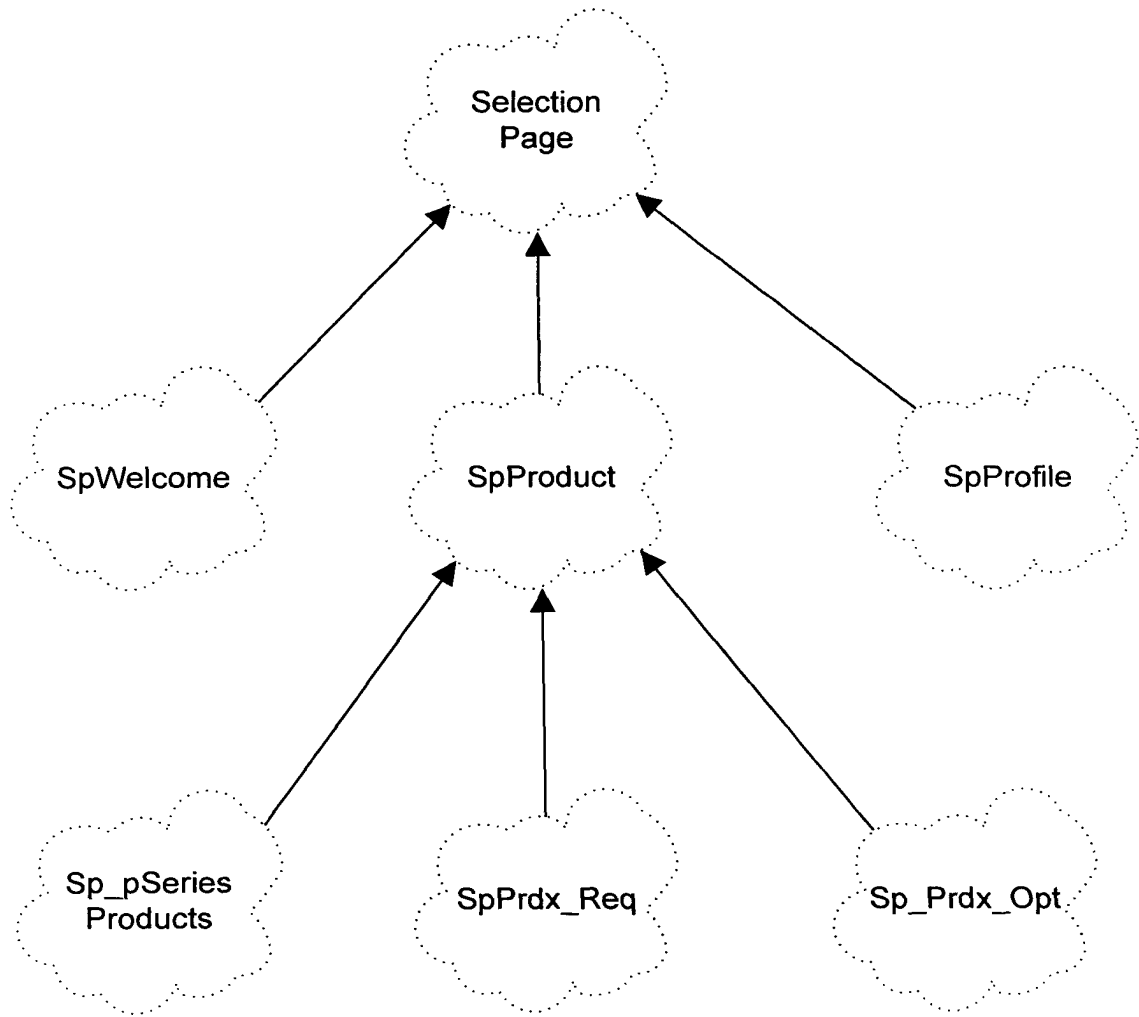 Selection
Page
SpWelcome
SpProduct
SpProfile
Sp_pSeries
Products
SpPrdx_Req
Sp_Prdx_Opt